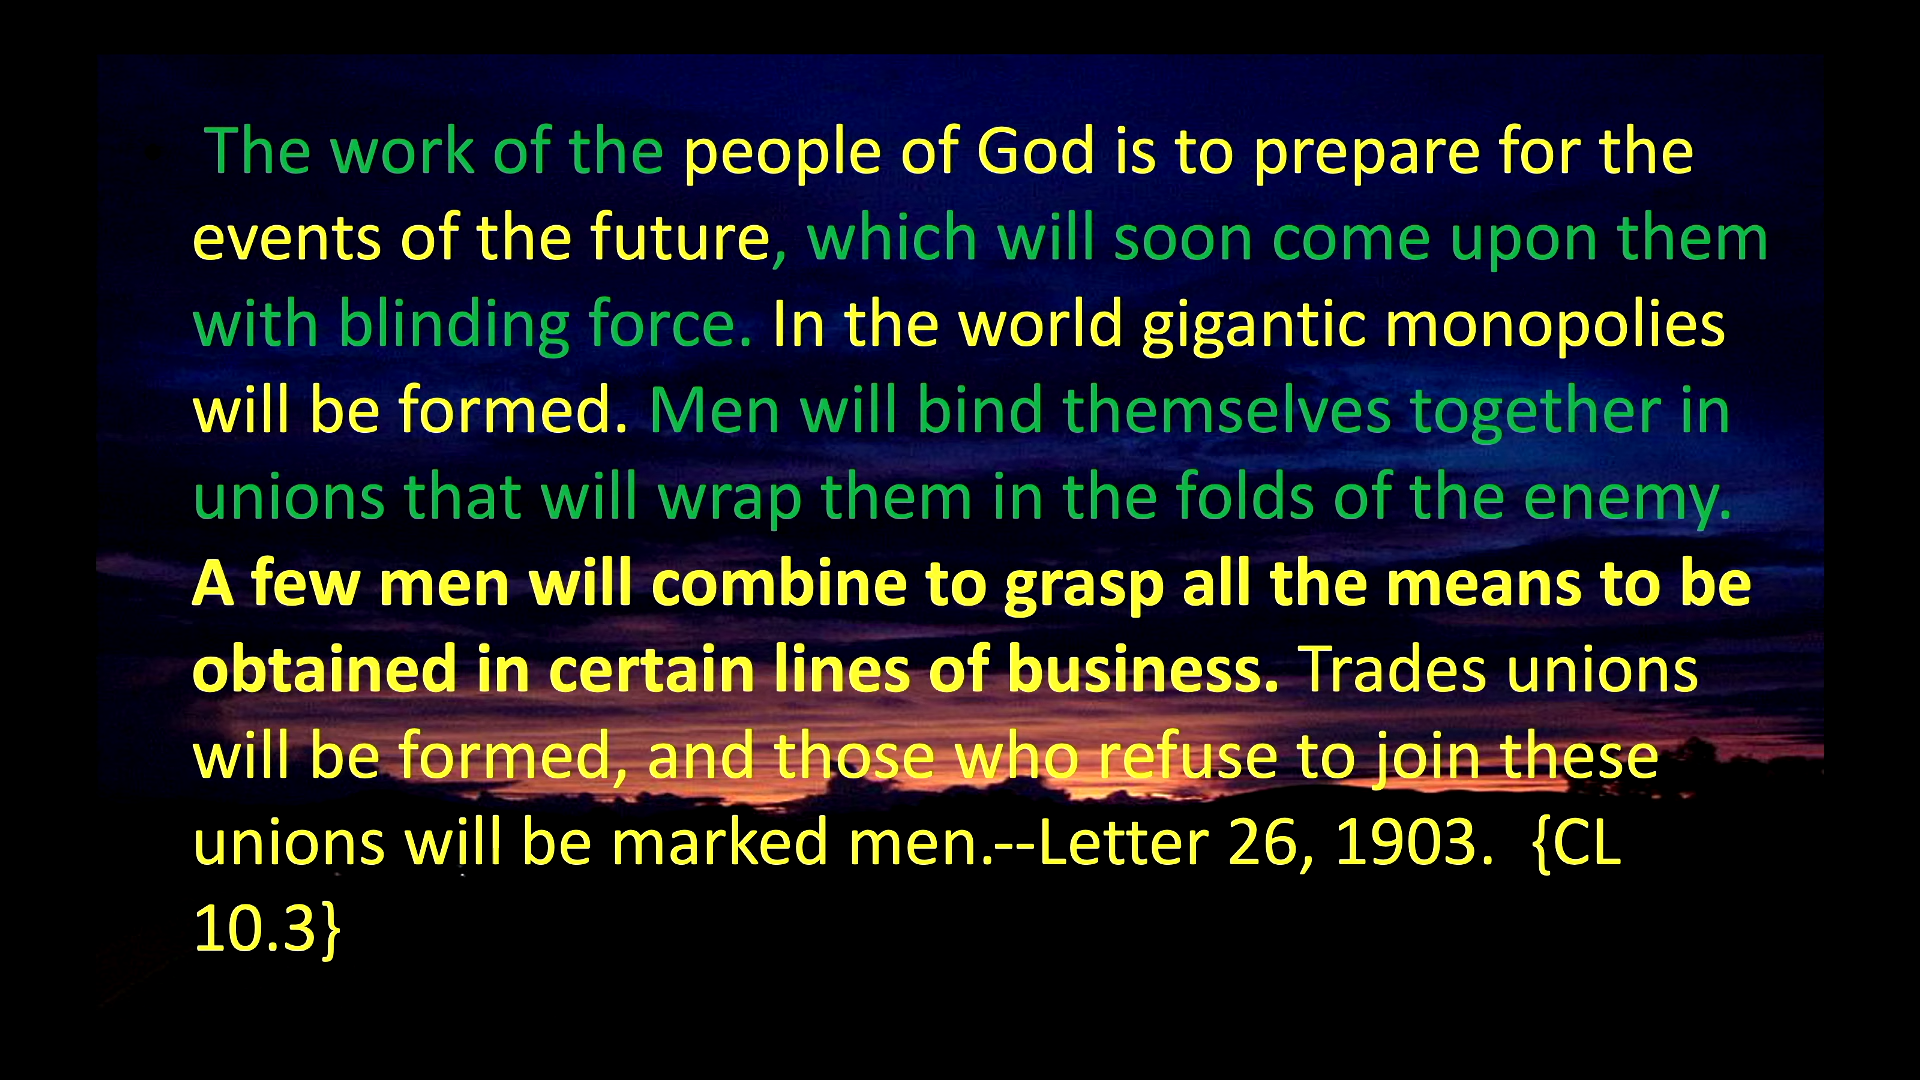 The work of the people of God is to prepare for the
events of the future, which will soon come upon them
with blinding force. In the world gigantic monopolies
will be formed. Men will bind themselves together in
unions that will wrap them in the folds of the enemy.
A few men will combine to grasp all the means to be
obtained in certain lines of business. Trades unions
will be formed, and those who refuse to join these
unions will be marked men.--Letter 26, 1903.  {CL
10.3}